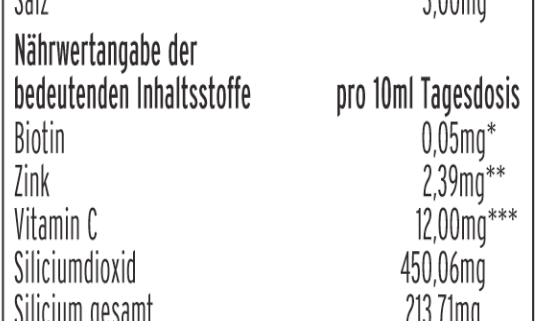 Salz 3,00mg
Nährwertangabe der
bedeutenden Inhaltsstoffe pro 10ml Tagesdosis
Biotin 0,05mg*
Zink 2,39mg**
Vitamin C 12,00mg***
Siliciumdioxid 450,06mg
Silicium gesamt 213,71mg